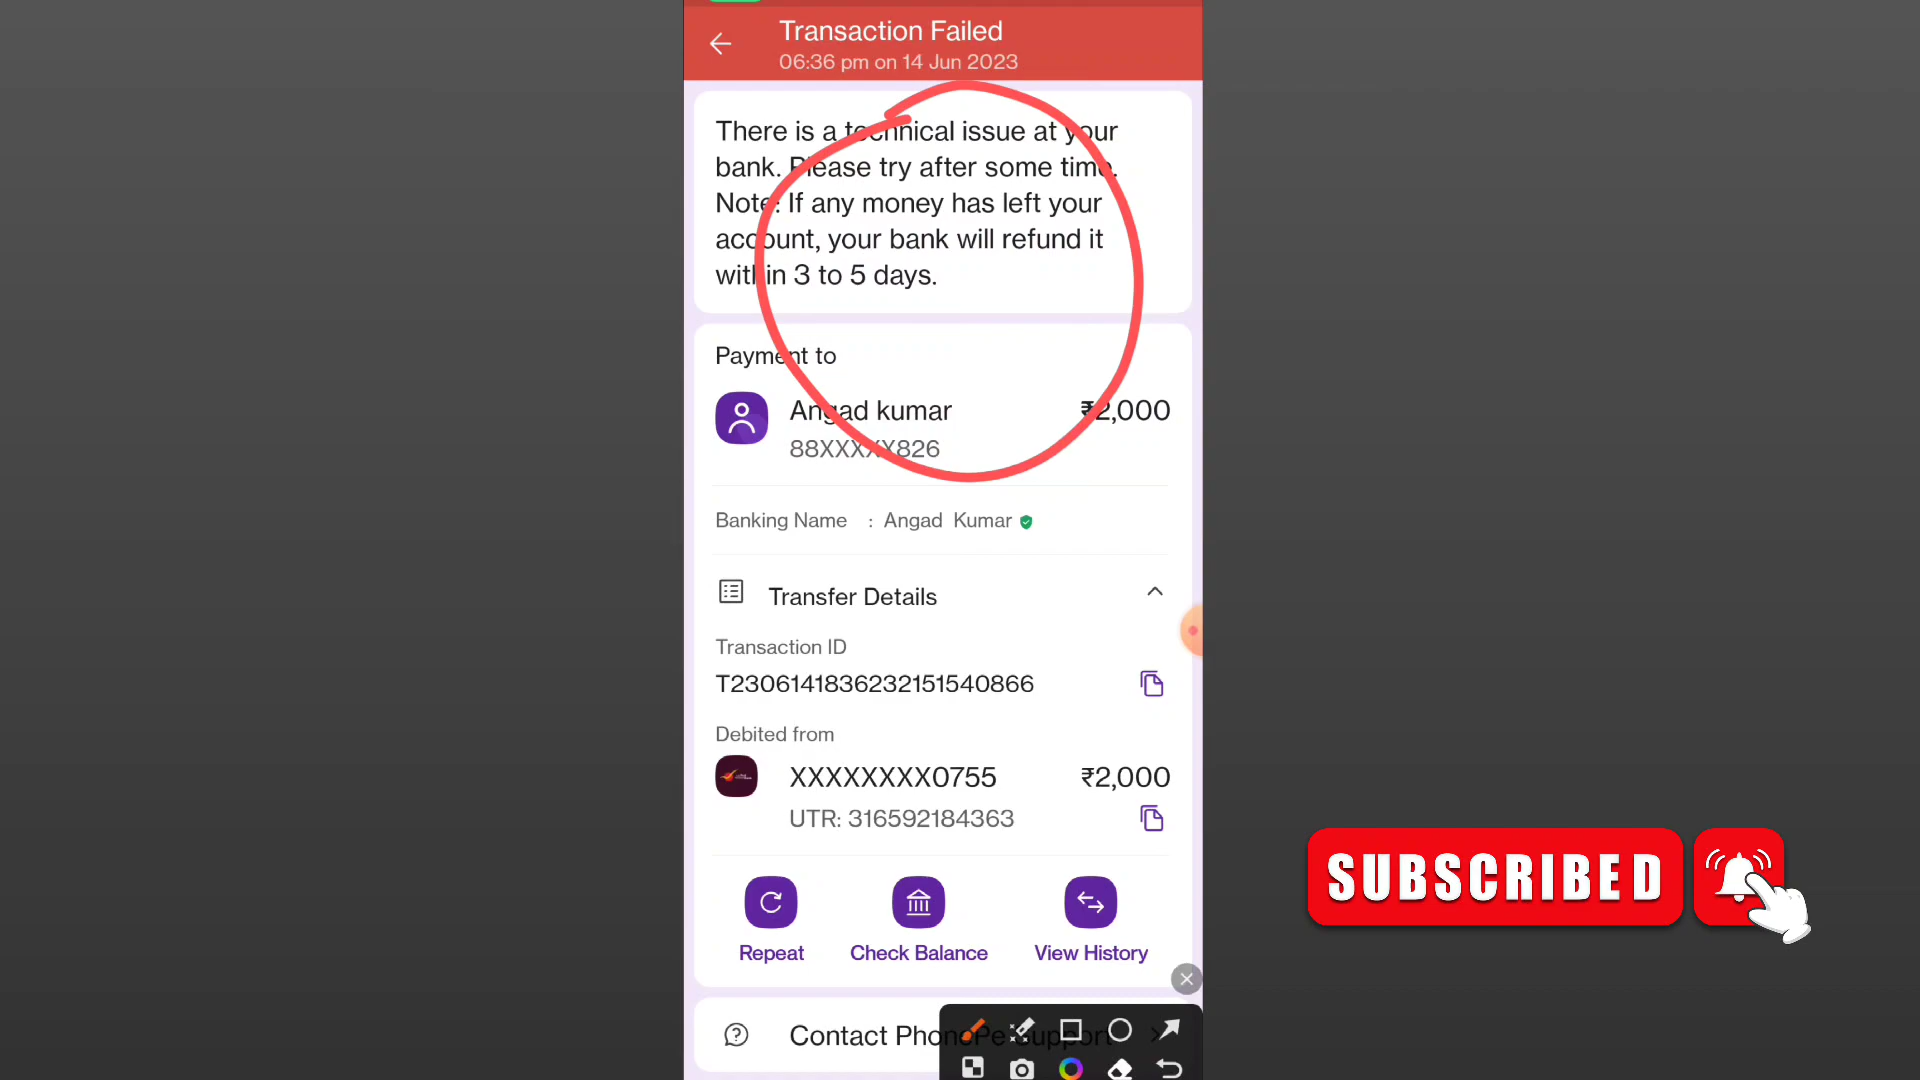 Transaction Failed
06:36 pm on 14 Jun 2023
There is a technical issue at your
bank. Please try after some time.
Note: If any money has left your
account, your bank will refund it
within 3 to 5 days.
Payment to
Angad kumar ₹2,000
88XXXXX826
Banking Name : Angad Kumar
Transfer Details
Transaction ID
T2306141836232151540866
Debited from
XXXXXXXX0755 ₹2,000
UTR: 316592184363
SUBSCRIBED
Repeat Check Balance View History
Contact PhonePe Support